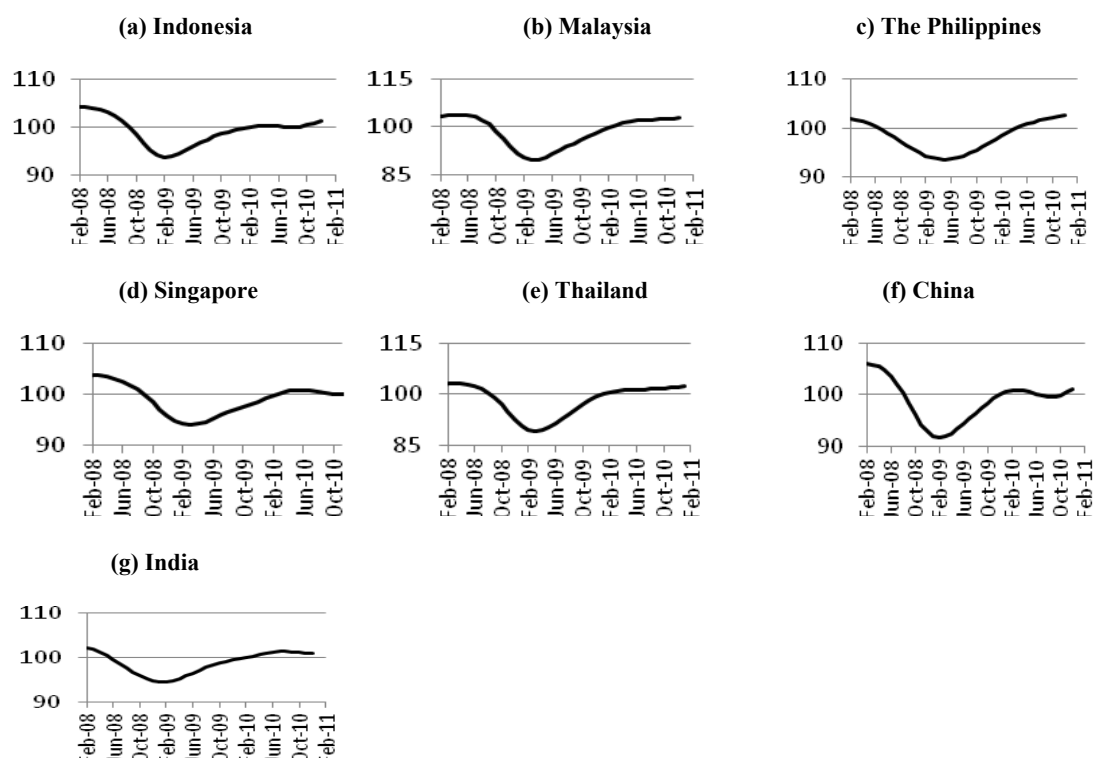 (a) Indonesia
110
100
90
Feb-08
Jun-08
Oct-08
Feb-09
Jun-09
Oct-09
Feb-10
Jun-10
Oct-10
Feb-11
(b) Malaysia
115
100
85
Feb-08
Jun-08
Oct-08
Feb-09
Jun-09
Oct-09
Feb-10
Jun-10
Oct-10
Feb-11
c) The Philippines
110
100
90
Feb-08
Jun-08
Oct-08
Feb-09
Jun-09
Oct-09
Feb-10
Jun-10
Oct-10
Feb-11
(d) Singapore
110
100
90
Feb-08
Jun-08
Oct-08
Feb-09
Jun-09
Oct-09
Feb-10
Jun-10
Oct-10
(e) Thailand
115
100
85
Feb-08
Jun-08
Oct-08
Feb-09
Jun-09
Oct-09
Feb-10
Jun-10
Oct-10
Feb-11
(f) China
110
100
90
Feb-08
Jun-08
Oct-08
Feb-09
Jun-09
Oct-09
Feb-10
Jun-10
Oct-10
Feb-11
(g) India
110
100
90
Feb-08
Jun-08
Oct-08
Feb-09
Jun-09
Oct-09
Feb-10
Jun-10
Oct-10
Feb-11